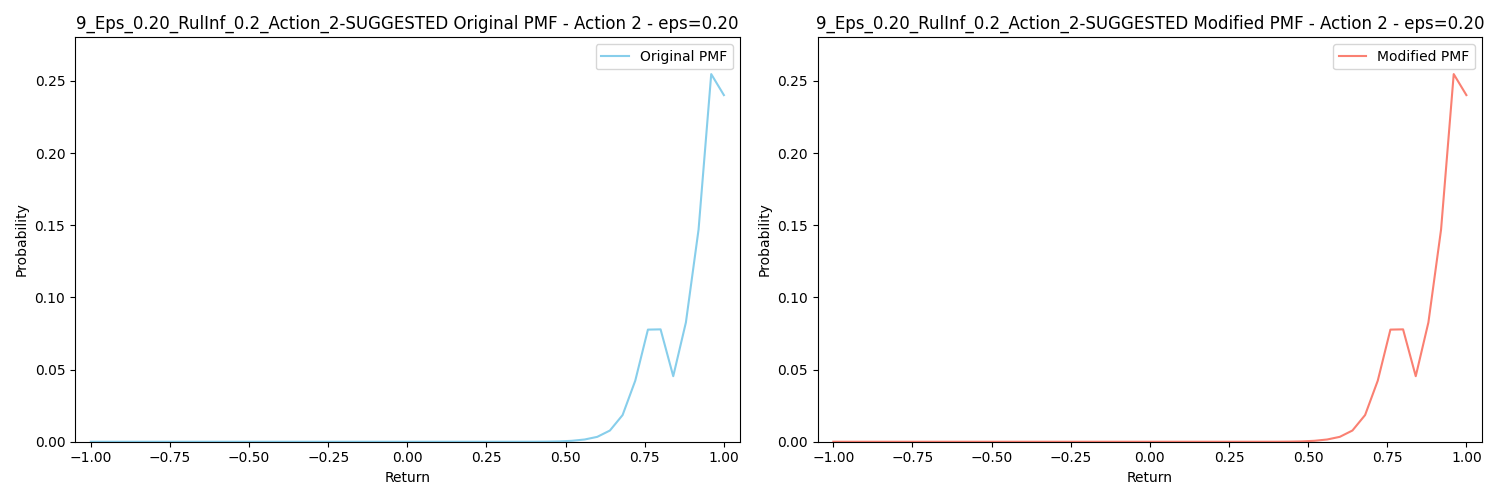 9_Eps_0.20_RulInf_0.2_Action_2-SUGGESTED Original PMF - Action 2 - eps=0.20
Original PMF
0.25
0.20
0.15
0.10
0.05
0.00
Probability
−1.00 −0.75 −0.50 −0.25 0.00 0.25 0.50 0.75 1.00
Return
9_Eps_0.20_RulInf_0.2_Action_2-SUGGESTED Modified PMF - Action 2 - eps=0.20
Modified PMF
0.25
0.20
0.15
0.10
0.05
0.00
Probability
−1.00 −0.75 −0.50 −0.25 0.00 0.25 0.50 0.75 1.00
Return